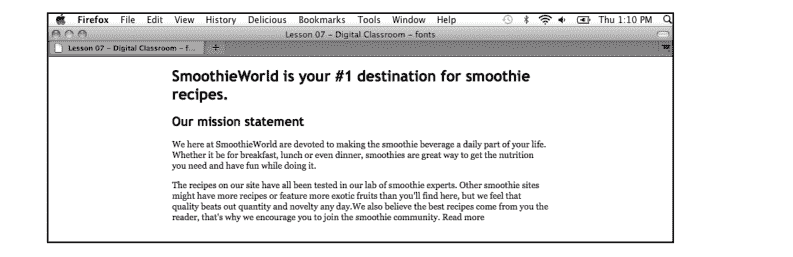 Firefox File Edit View History Delicious Bookmarks Tools Window Help Thu 1:10 PM
Lesson 07 – Digital Classroom – fonts
Lesson 07 – Digital Classroom – f... +
SmoothieWorld is your #1 destination for smoothie
recipes.
Our mission statement
We here at SmoothieWorld are devoted to making the smoothie beverage a daily part of your life.
Whether it be for breakfast, lunch or even dinner, smoothies are great way to get the nutrition
you need and have fun while doing it.
The recipes on our site have all been tested in our lab of smoothie experts. Other smoothie sites
might have more recipes or feature more exotic fruits than you'll find here, but we feel that
quality beats out quantity and novelty any day.We also believe the best recipes come from you the
reader, that's why we encourage you to join the smoothie community. Read more